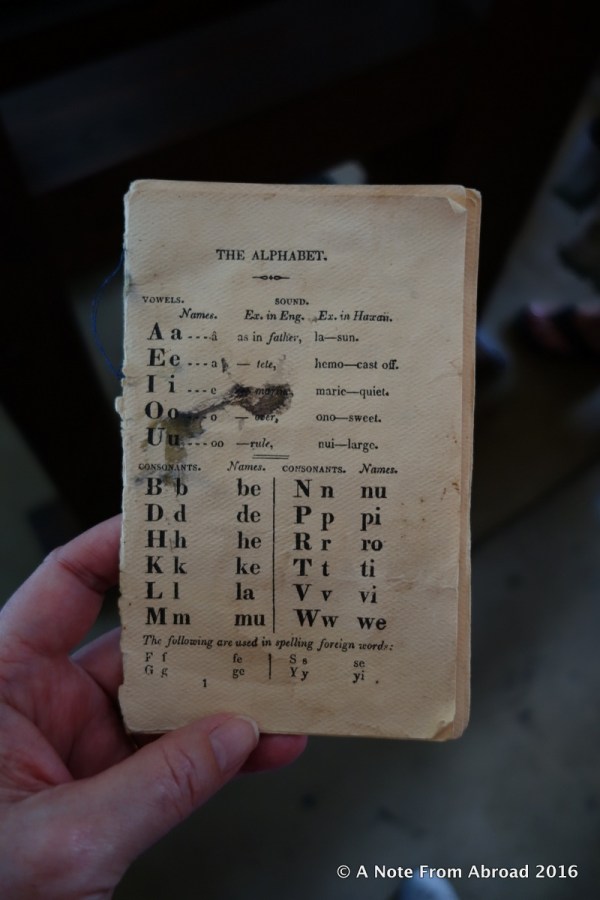 THE ALPHABET.
VOWELS. SOUND.
Names. Ex. in Eng. Ex. in Hawaii.
A a ---- â as in father, la—sun.
E e ---- a — tete, hemo—cast off.
I i ---- e — marine, marie—quiet.
O o ---- o — over, ono—sweet.
U u ---- oo —rule, nui—large.
CONSONANTS. Names. CONSONANTS. Names.
B b be N n nu
D d de P p pi
H h he R r ro
K k ke T t ti
L l la V v vi
M m mu W w we
The following are used in spelling foreign words:
F f fe S s se
G g ge Y y yi
1
© A Note From Abroad 2016